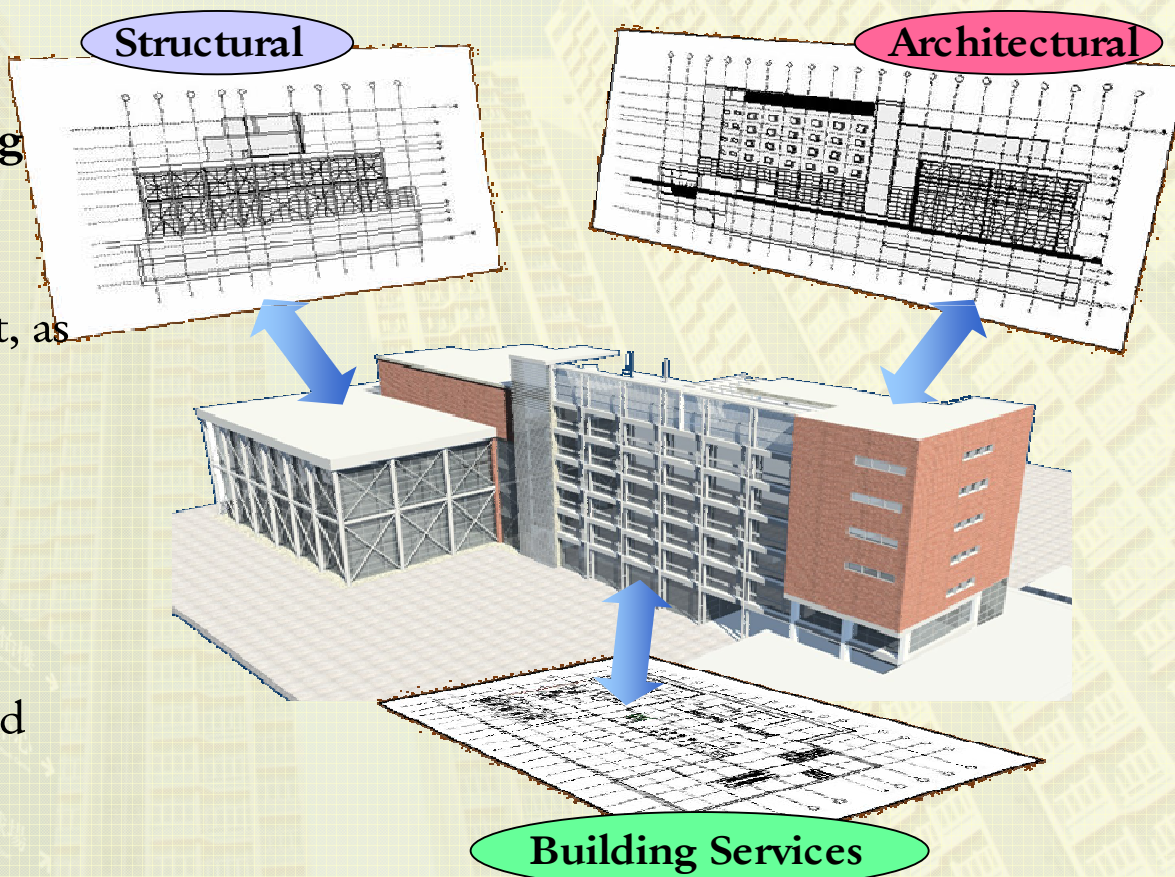 Structural
Architectural
g
t, as
d
Building Services